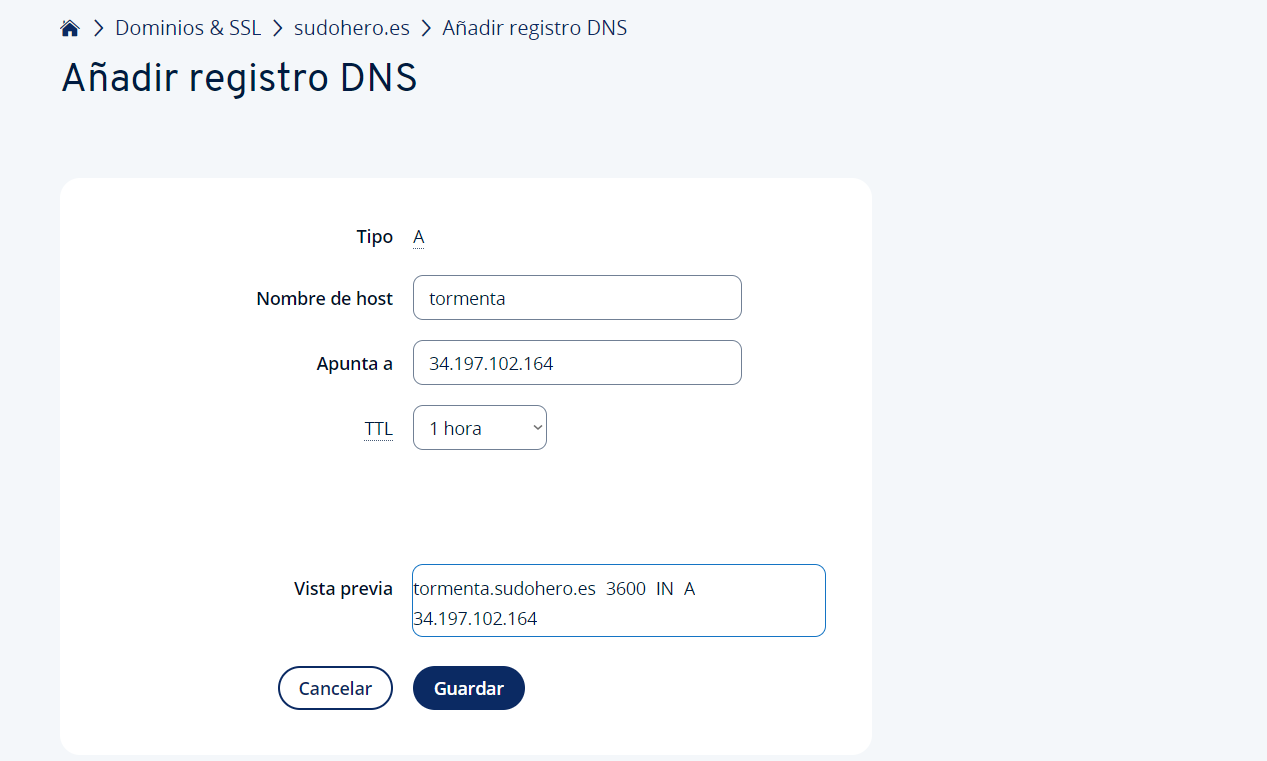 Dominios & SSL sudohero.es Añadir registro DNS
Añadir registro DNS
Tipo A
Nombre de host tormenta
Apunta a 34.197.102.164
TTL 1 hora
Vista previa tormenta.sudohero.es 3600 IN A
34.197.102.164
Cancelar Guardar